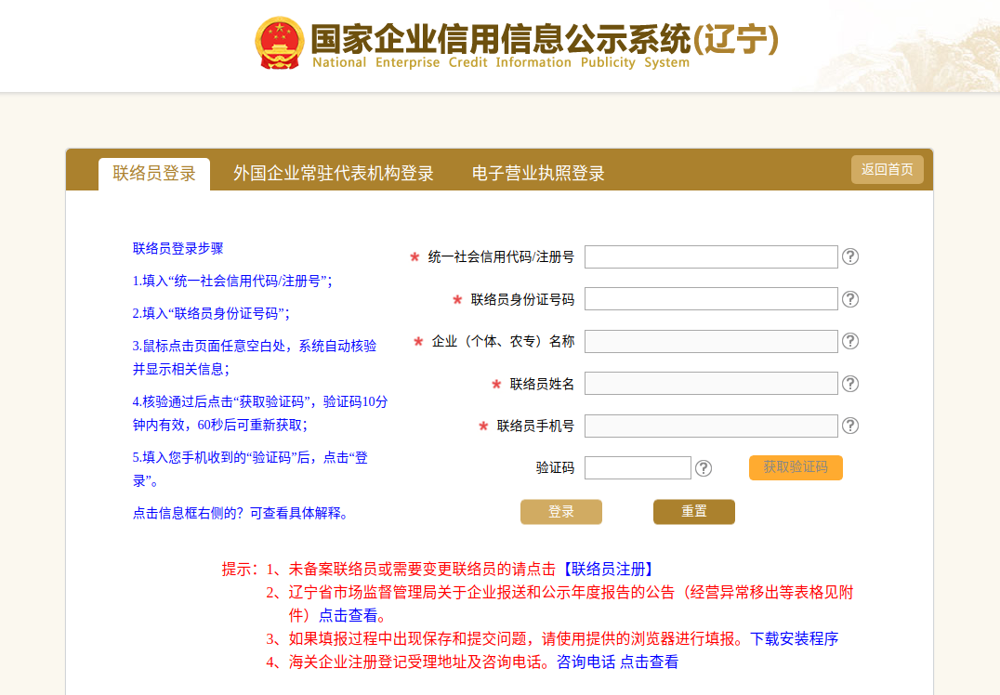 国家企业信用信息公示系统(辽宁)
National Enterprise Credit Information Publicity System
联络员登录 外国企业常驻代表机构登录 电子营业执照登录 返回首页
联络员登录步骤
1.填入“统一社会信用代码/注册号”；
2.填入“联络员身份证号码”；
3.鼠标点击页面任意空白处，系统自动核验
并显示相关信息；
4.核验通过后点击“获取验证码”，验证码10分
钟内有效，60秒后可重新获取；
5.填入您手机收到的“验证码”后，点击“登
录”。
点击信息框右侧的？可查看具体解释。
* 统一社会信用代码/注册号 ?
* 联络员身份证号码 ?
* 企业（个体、农专）名称 ?
* 联络员姓名 ?
* 联络员手机号 ?
验证码 ? 获取验证码
登录 重置
提示：1、未备案联络员或需要变更联络员的请点击【联络员注册】
2、辽宁省市场监督管理局关于企业报送和公示年度报告的公告（经营异常移出等表格见附
件）点击查看。
3、如果填报过程中出现保存和提交问题，请使用提供的浏览器进行填报。下载安装程序
4、海关企业注册登记受理地址及咨询电话。咨询电话 点击查看